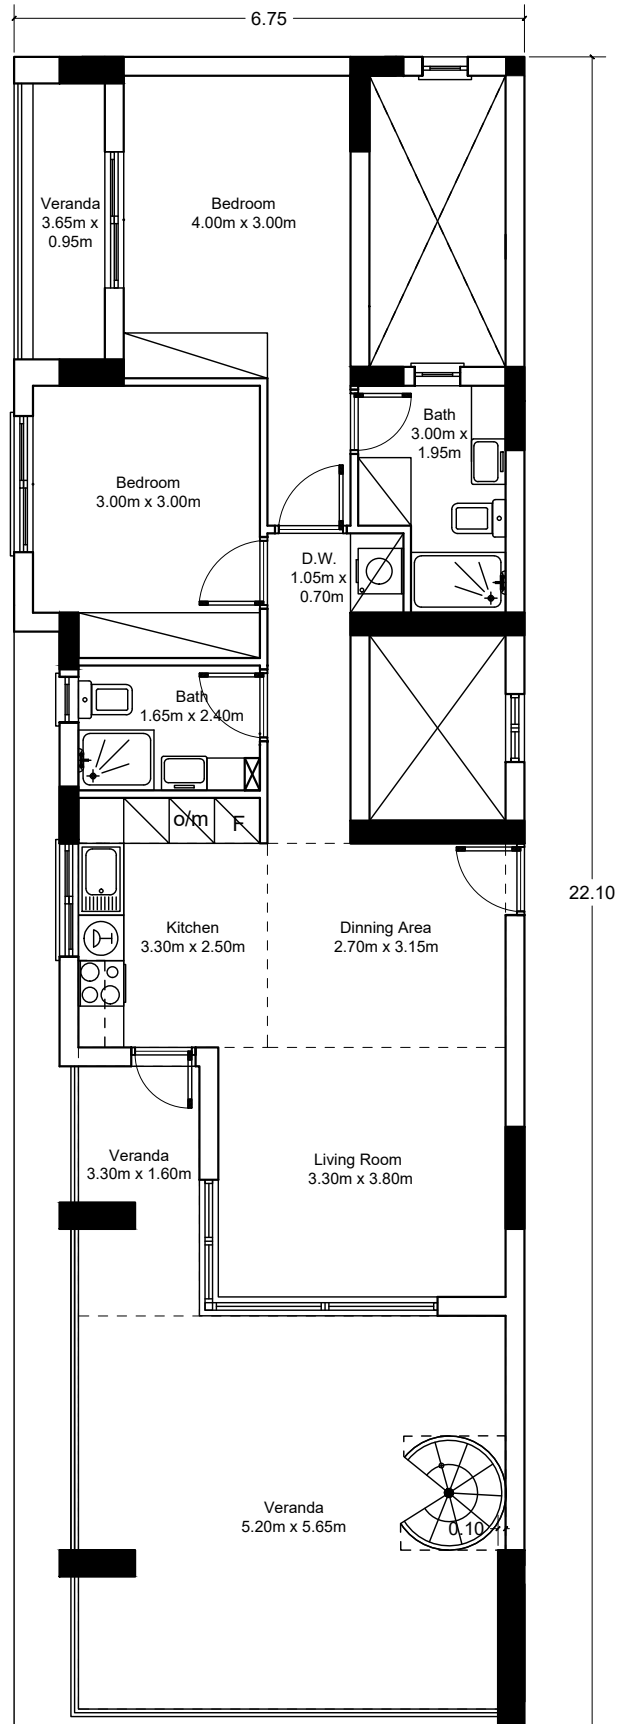 6.75
Veranda
3.65m x
0.95m
Bedroom
4.00m x 3.00m
Bath
3.00m x
1.95m
Bedroom
3.00m x 3.00m
D.W.
1.05m x
0.70m
Bath
1.65m x 2.40m
o/m
F
22.10
Kitchen
3.30m x 2.50m
Dinning Area
2.70m x 3.15m
Veranda
3.30m x 1.60m
Living Room
3.30m x 3.80m
Veranda
5.20m x 5.65m
0.10